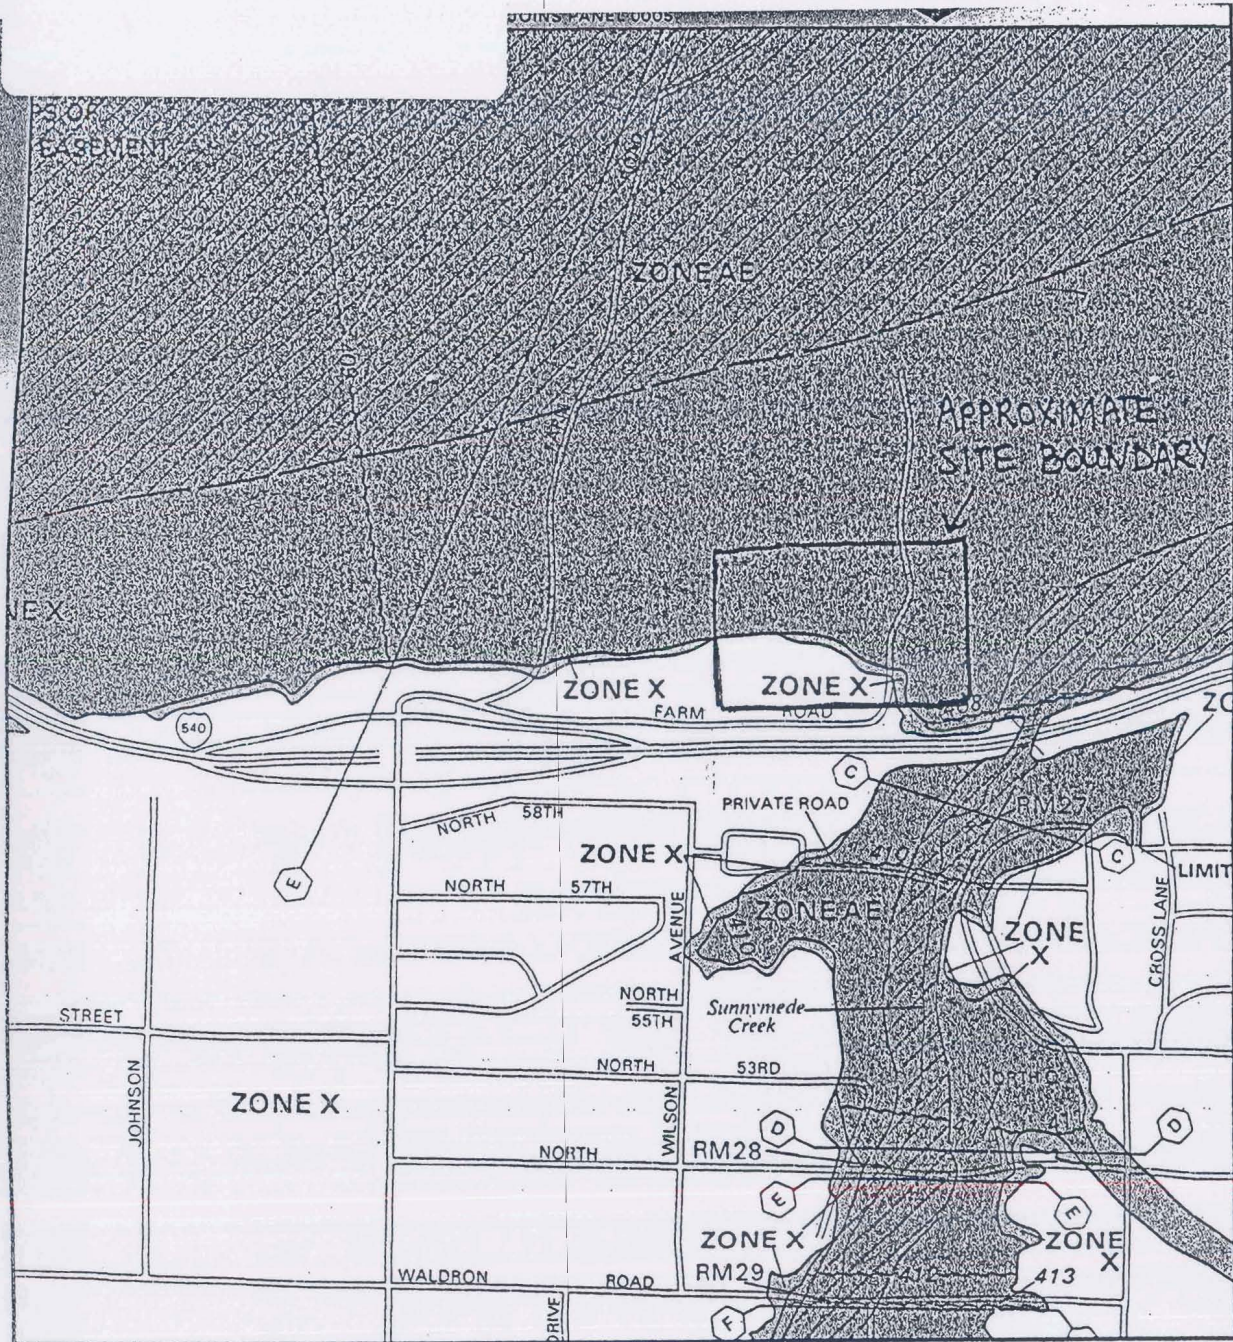 JOINS PANEL 0005
S OF
EASEMENT
ZONE AE
APPROXIMATE
SITE BOUNDARY
NE X
ZONE X
ZONE X
FARM ROAD
408
540
ZO
C
PRIVATE ROAD
RM27
NORTH 58TH
ZONE X
410
C
LIMIT
E
NORTH 57TH
AVENUE
ZONE AE
410
ZONE
X
CROSS LANE
NORTH
55TH
Sunnymede
Creek
STREET
NORTH 53RD
JOHNSON
ZONE X
WILSON
D
D
NORTH
RM28
E
E
ZONE X
ZONE
X
RM29
WALDRON ROAD
412
413
DRIVE
F